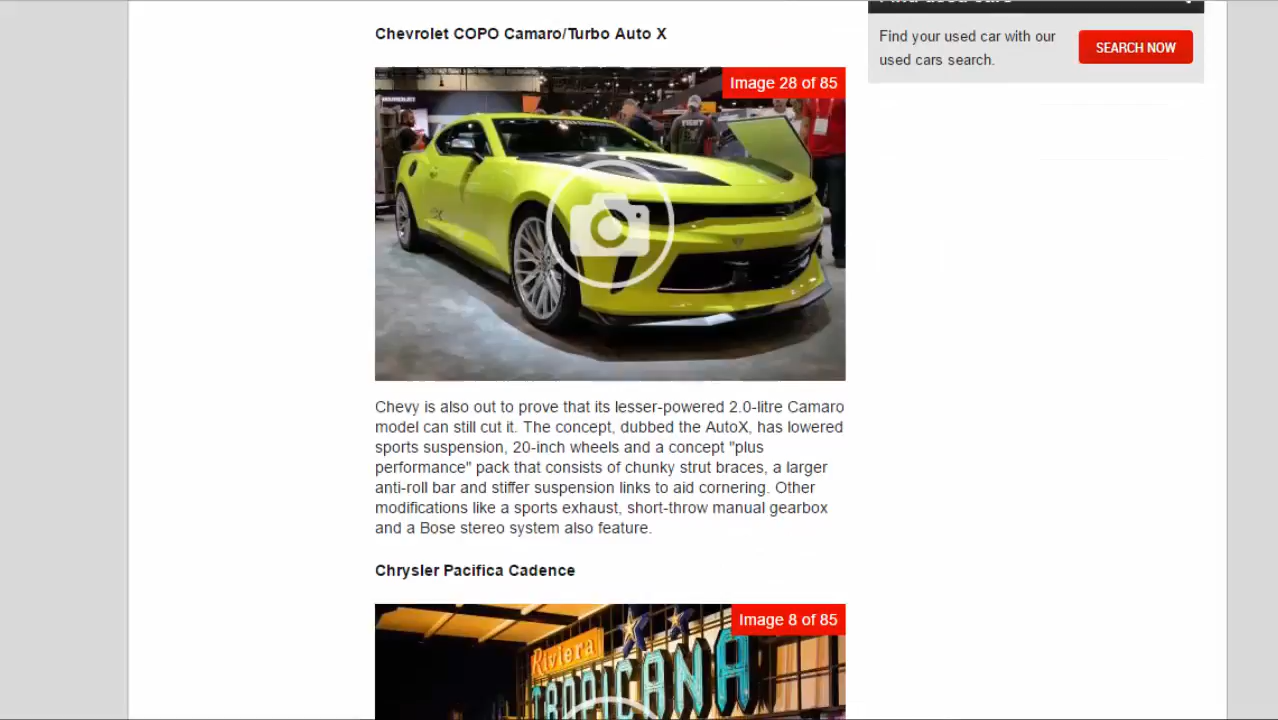 Find your used car with our
used cars search.
SEARCH NOW
Chevrolet COPO Camaro/Turbo Auto X
Image 28 of 85
CHEVROLET
Chevy is also out to prove that its lesser-powered 2.0-litre Camaro
model can still cut it. The concept, dubbed the AutoX, has lowered
sports suspension, 20-inch wheels and a concept "plus
performance" pack that consists of chunky strut braces, a larger
anti-roll bar and stiffer suspension links to aid cornering. Other
modifications like a sports exhaust, short-throw manual gearbox
and a Bose stereo system also feature.
Chrysler Pacifica Cadence
Image 8 of 85
Riviera
TROPICANA